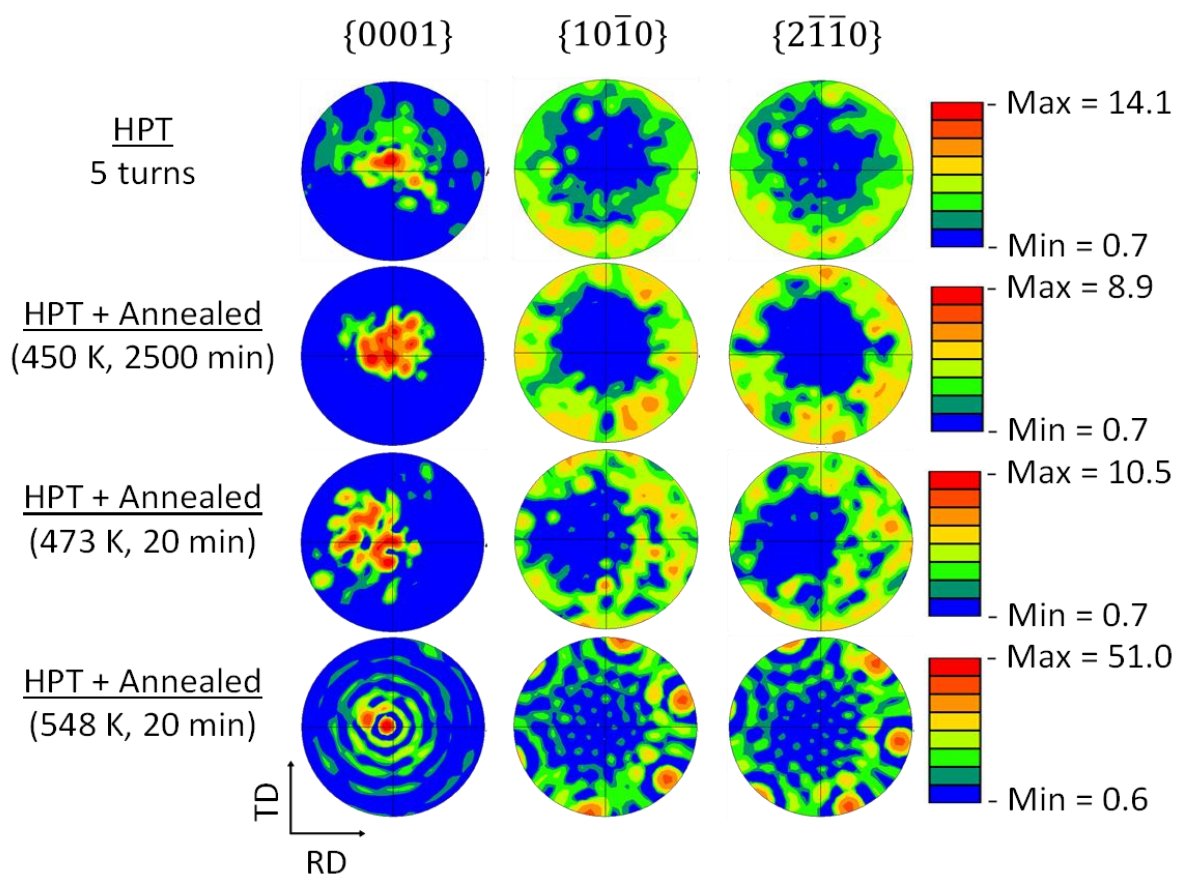 {0001} {101̅0} {21̅1̅0}
HPT
5 turns
- Max = 14.1
- Min = 0.7
HPT + Annealed
(450 K, 2500 min)
- Max = 8.9
- Min = 0.7
HPT + Annealed
(473 K, 20 min)
- Max = 10.5
- Min = 0.7
HPT + Annealed
(548 K, 20 min)
- Max = 51.0
- Min = 0.6
TD
RD